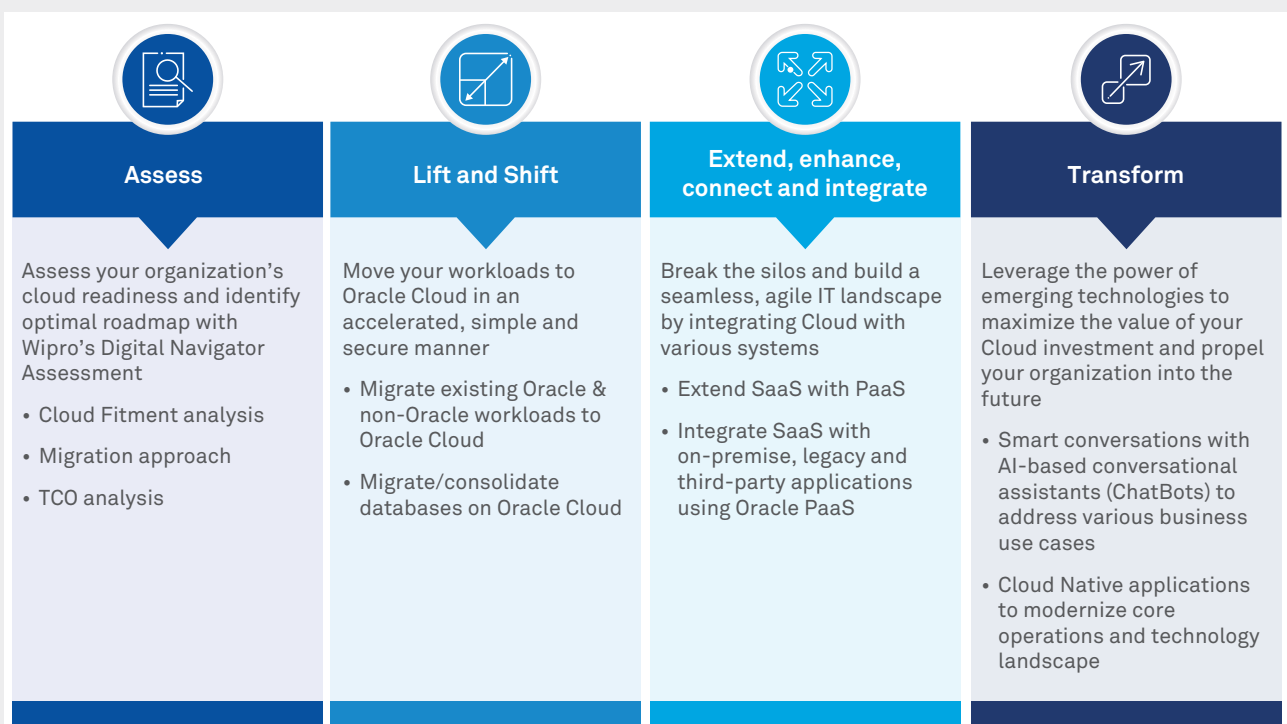 Assess
Assess your organization's
cloud readiness and identify
optimal roadmap with
Wipro's Digital Navigator
Assessment
• Cloud Fitment analysis
• Migration approach
• TCO analysis
Lift and Shift
Move your workloads to
Oracle Cloud in an
accelerated, simple and
secure manner
• Migrate existing Oracle &
non-Oracle workloads to
Oracle Cloud
• Migrate/consolidate
databases on Oracle Cloud
Extend, enhance,
connect and integrate
Break the silos and build a
seamless, agile IT landscape
by integrating Cloud with
various systems
• Extend SaaS with PaaS
• Integrate SaaS with
on-premise, legacy and
third-party applications
using Oracle PaaS
Transform
Leverage the power of
emerging technologies to
maximize the value of your
Cloud investment and propel
your organization into the
future
• Smart conversations with
AI-based conversational
assistants (ChatBots) to
address various business
use cases
• Cloud Native applications
to modernize core
operations and technology
landscape